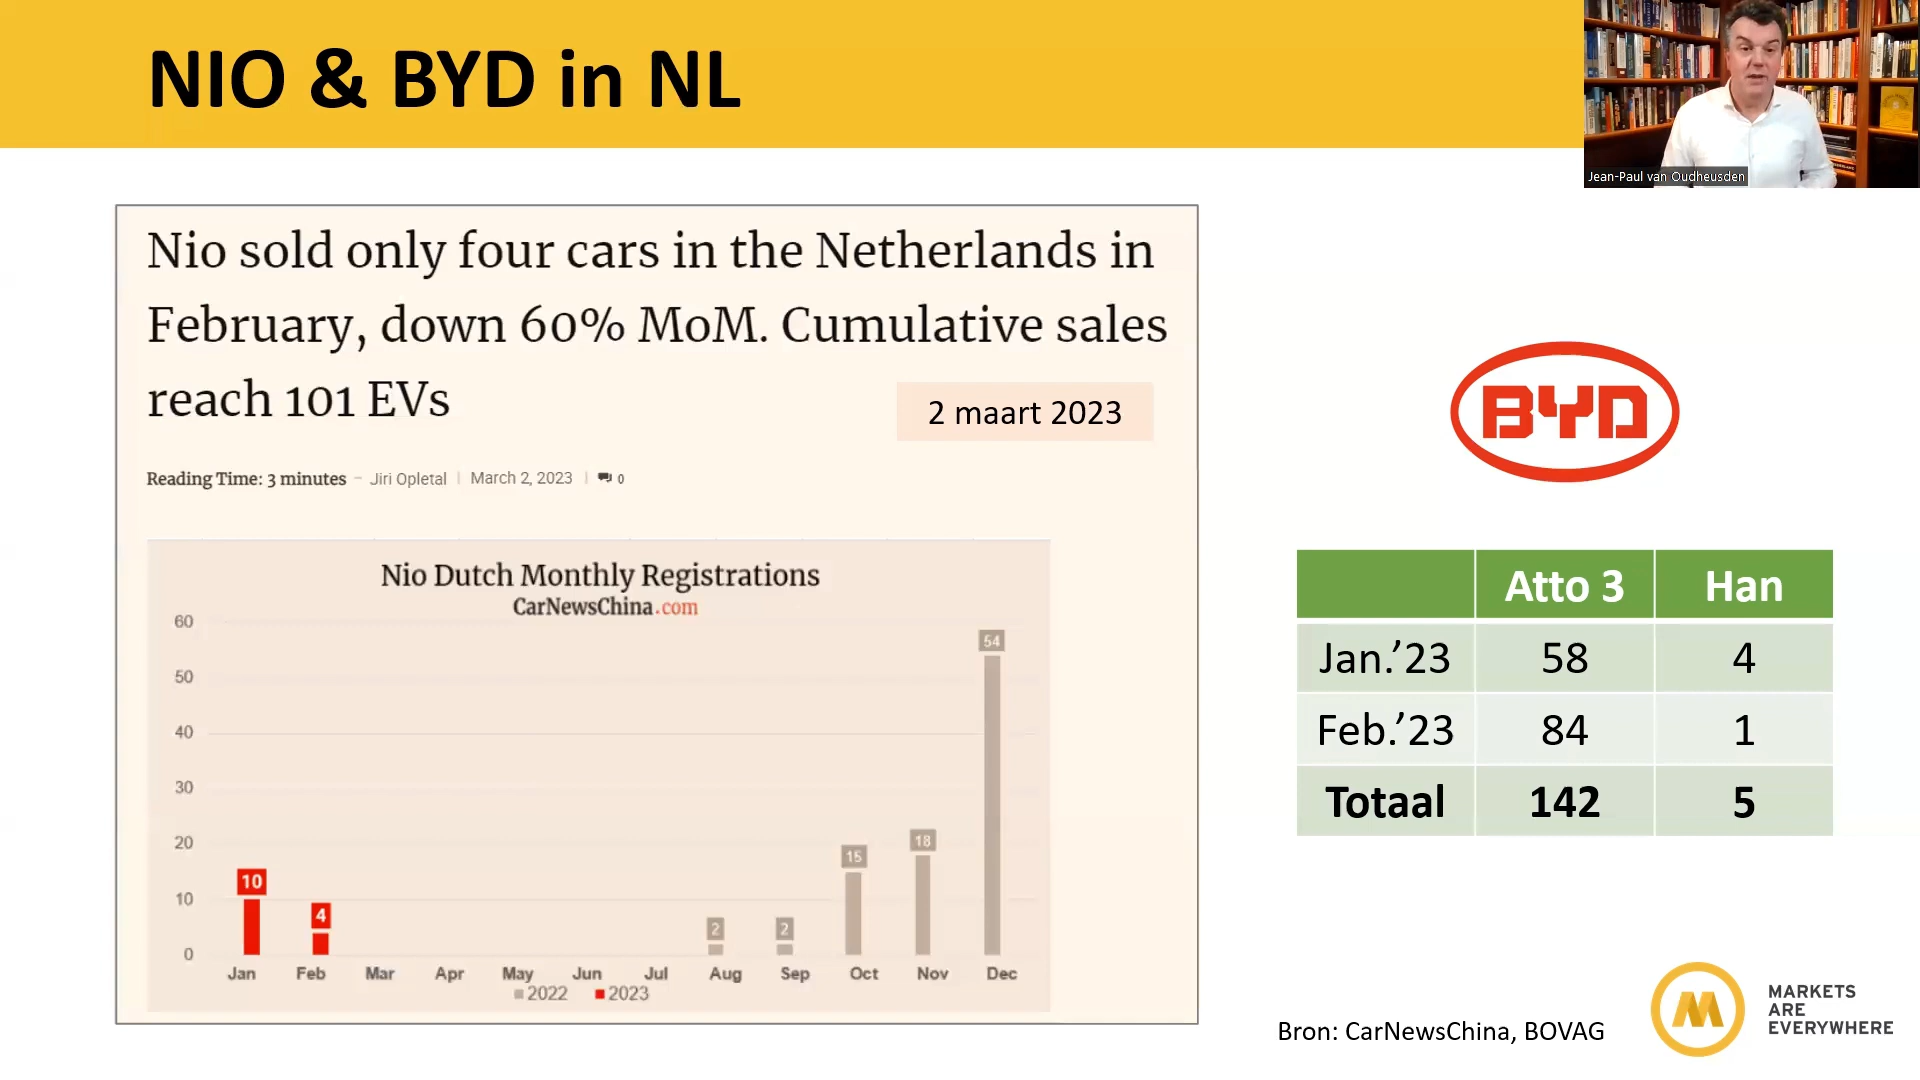 NIO & BYD in NL
Jean-Paul van Oudheusden
Nio sold only four cars in the Netherlands in
February, down 60% MoM. Cumulative sales
reach 101 EVs
2 maart 2023
Reading Time: 3 minutes – Jiri Opletal | March 2, 2023 | 0
Nio Dutch Monthly Registrations
CarNewsChina.com
60
50
40
30
20
10
0
10
4
2
2
15
18
54
Jan Feb Mar Apr May Jun Jul Aug Sep Oct Nov Dec
2022 2023
BYD
Atto 3 Han
Jan.’23 58 4
Feb.’23 84 1
Totaal 142 5
Bron: CarNewsChina, BOVAG
MARKETS
ARE
EVERYWHERE